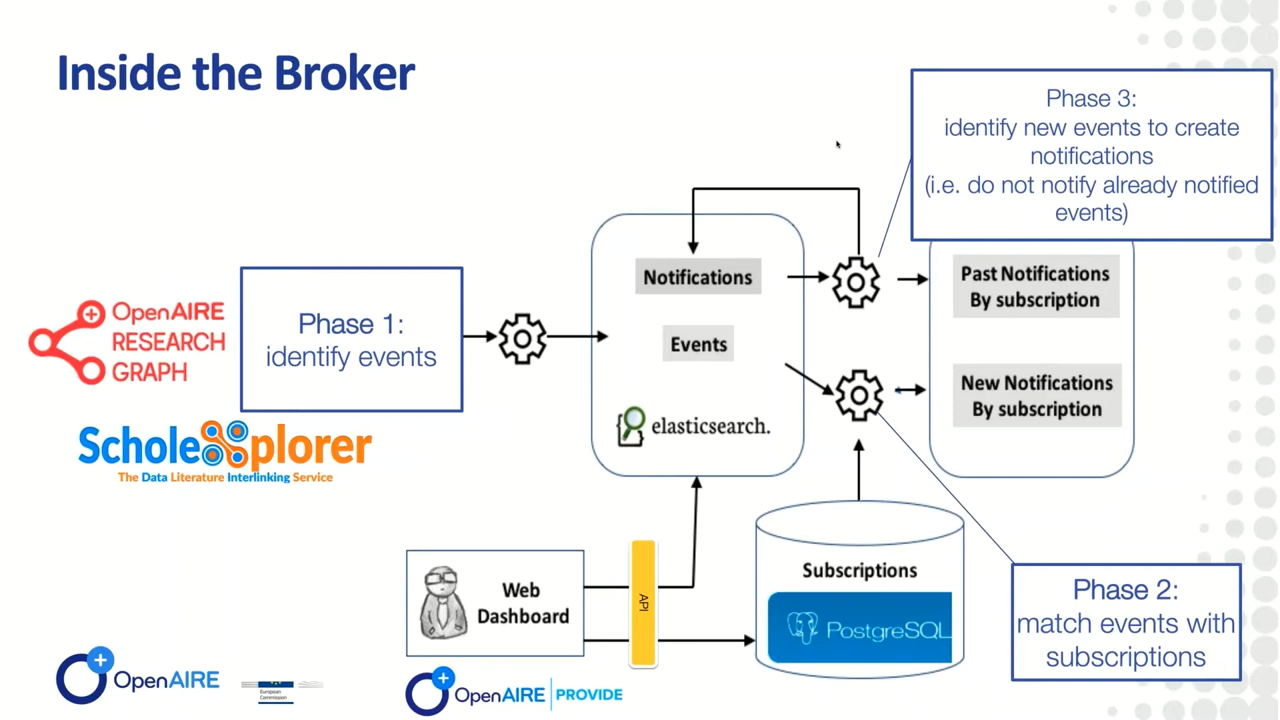 Inside the Broker
Phase 3:
identify new events to create
notifications
(i.e. do not notify already notified
events)
Notifications
Events
elasticsearch.
Past Notifications
By subscription
New Notifications
By subscription
Phase 1:
identify events
OpenAIRE
RESEARCH
GRAPH
ScholeXplorer
The Data Literature Interlinking Service
Web
Dashboard
API
Subscriptions
PostgreSQL
Phase 2:
match events with
subscriptions
OpenAIRE
European
Commission
OpenAIRE PROVIDE